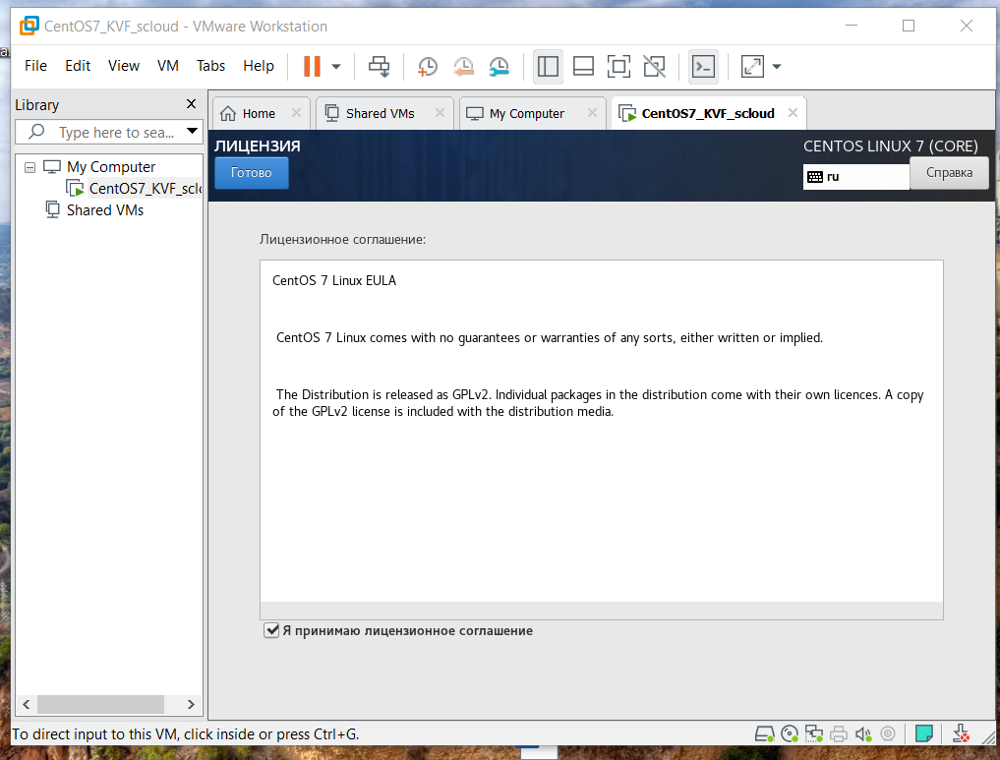 CentOS7_KVF_scloud - VMware Workstation
File Edit View VM Tabs Help
Library
Type here to sea...
My Computer
CentOS7_KVF_scl
Shared VMs
Home
Shared VMs
My Computer
CentOS7_KVF_scloud
ЛИЦЕНЗИЯ
CENTOS LINUX 7 (CORE)
Готово
ru
Справка
Лицензионное соглашение:
CentOS 7 Linux EULA
CentOS 7 Linux comes with no guarantees or warranties of any sorts, either written or implied.
The Distribution is released as GPLv2. Individual packages in the distribution come with their own licences. A copy
of the GPLv2 license is included with the distribution media.
Я принимаю лицензионное соглашение
To direct input to this VM, click inside or press Ctrl+G.